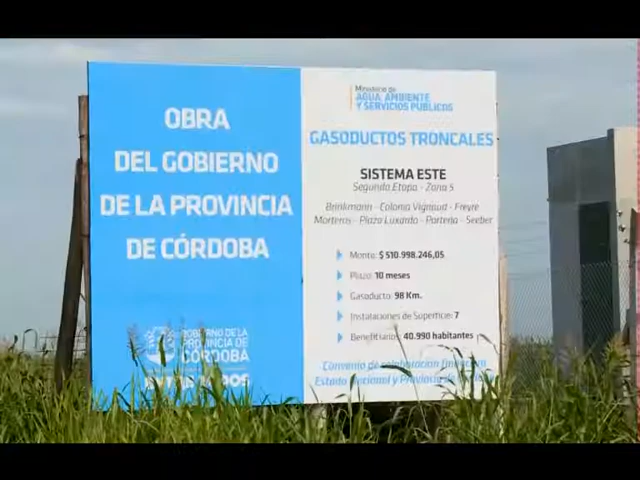 OBRA
DEL GOBIERNO
DE LA PROVINCIA
DE CÓRDOBA
GOBIERNO DE LA
PROVINCIA DE
CÓRDOBA
Ministerio de
AGUA, AMBIENTE
Y SERVICIOS PÚBLICOS
GASODUCTOS TRONCALES
SISTEMA ESTE
Segunda Etapa - Zona 5
Brinkmann - Colonia Vignaud - Freyre
Morteros - Plaza Luxardo - Porteña - Seeber
Monto: $ 510.998.246,05
Plazo: 10 meses
Gasoducto: 98 Km.
Instalaciones de Superficie: 7
Beneficiarios: 40.990 habitantes
Convenio de colaboración financiera
Estado Nacional y Provincia de